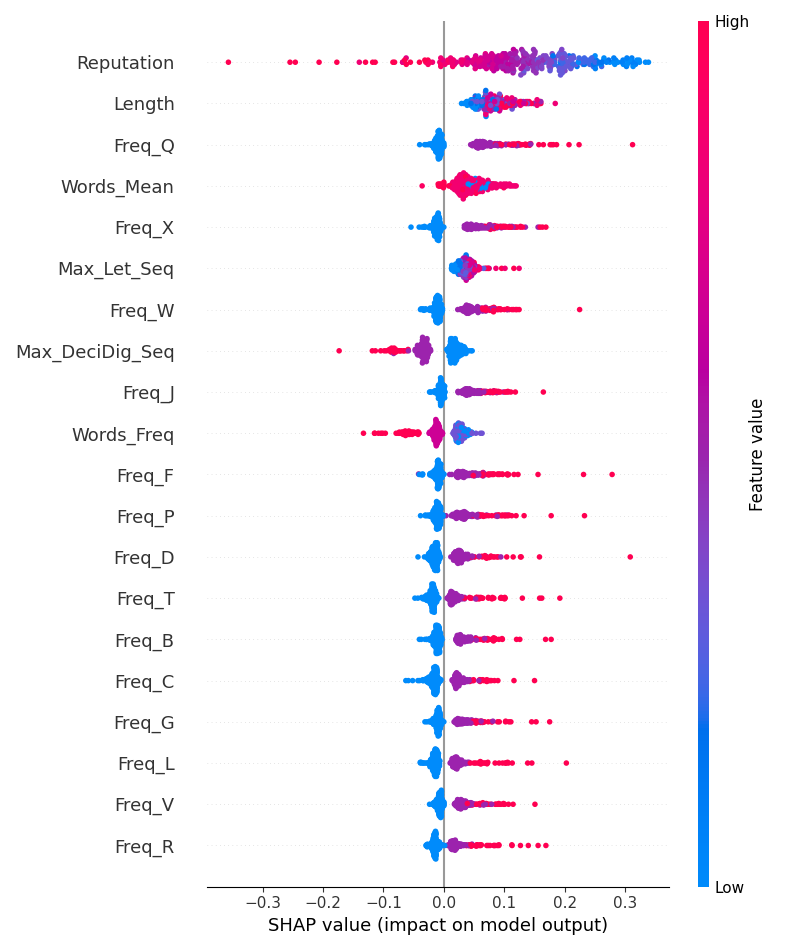 High
Reputation
Length
Freq_Q
Words_Mean
Freq_X
Max_Let_Seq
Freq_W
Max_DeciDig_Seq
Freq_J
Words_Freq
Freq_F
Freq_P
Freq_D
Freq_T
Freq_B
Freq_C
Freq_G
Freq_L
Freq_V
Freq_R
Feature value
Low
−0.3 −0.2 −0.1 0.0 0.1 0.2 0.3
SHAP value (impact on model output)